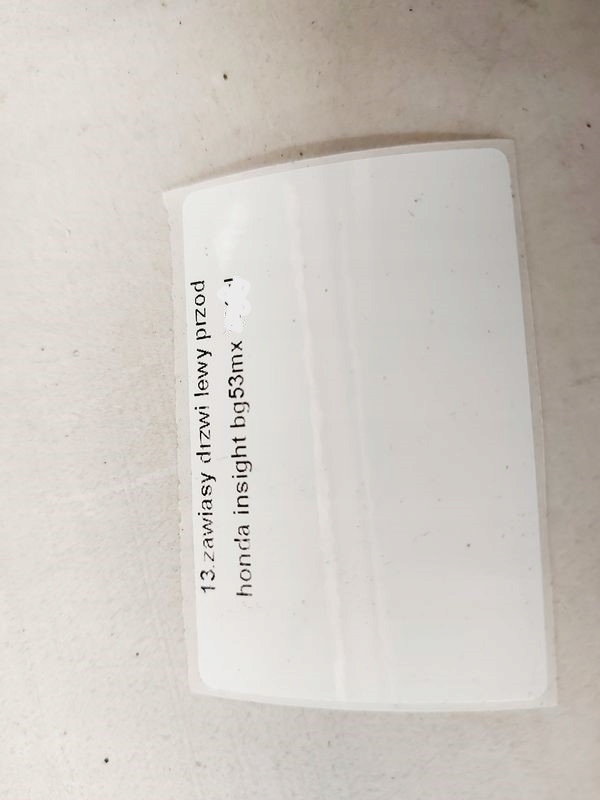 13.zawiasy drzwi lewy przod
honda insight bg53mx